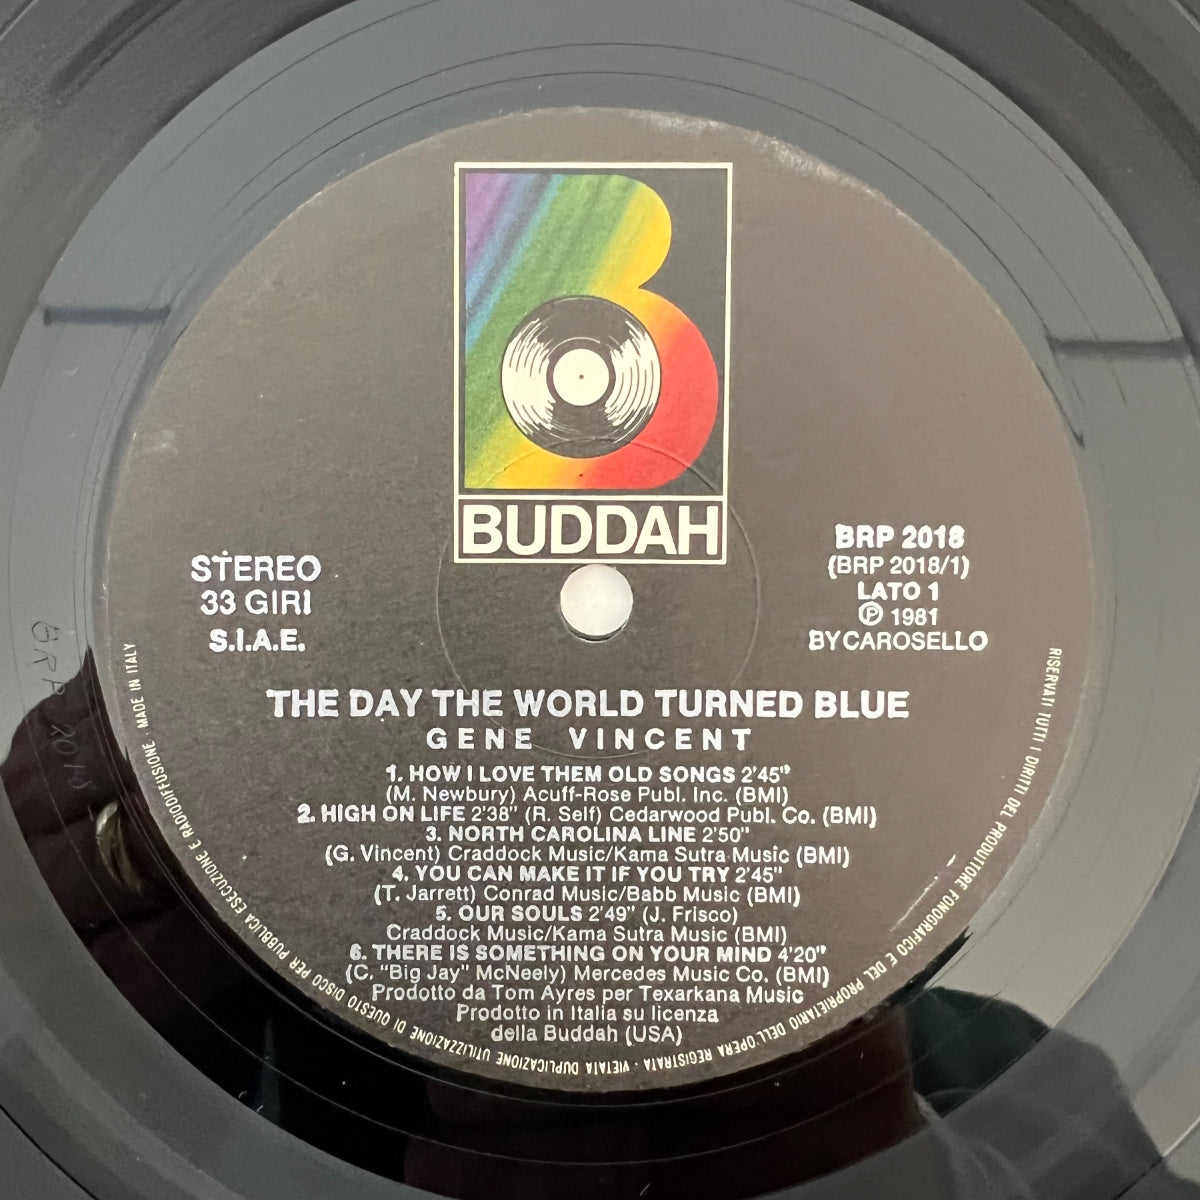 BUDDAH
STEREO
33 GIRI
S.I.A.E.
BRP 2018
(BRP 2018/1)
LATO 1
Ⓟ 1981
BY CAROSELLO
THE DAY THE WORLD TURNED BLUE
GENE VINCENT
1. HOW I LOVE THEM OLD SONGS 2'45"
(M. Newbury) Acuff-Rose Publ. Inc. (BMI)
2. HIGH ON LIFE 2'38" (R. Self) Cedarwood Publ. Co. (BMI)
3. NORTH CAROLINA LINE 2'50"
(G. Vincent) Craddock Music/Kama Sutra Music (BMI)
4. YOU CAN MAKE IT IF YOU TRY 2'45"
(T. Jarrett) Conrad Music/Babb Music (BMI)
5. OUR SOULS 2'49" (J. Frisco)
Craddock Music/Kama Sutra Music (BMI)
6. THERE IS SOMETHING ON YOUR MIND 4'20"
(C. "Big Jay" McNeely) Mercedes Music Co. (BMI)
Prodotto da Tom Ayres per Texarkana Music
Prodotto in Italia su licenza
della Buddah (USA)
RISERVATI TUTTI I DIRITTI DEL PRODUTTORE FONOGRAFICO E DEL PROPRIETARIO DELL'OPERA REGISTRATA · VIETATA DUPLICAZIONE UTILIZZAZIONE DI QUESTO DISCO PER PUBBLICA ESECUZIONE E RADIODIFFUSIONE. MADE IN ITALY
BRP 2018